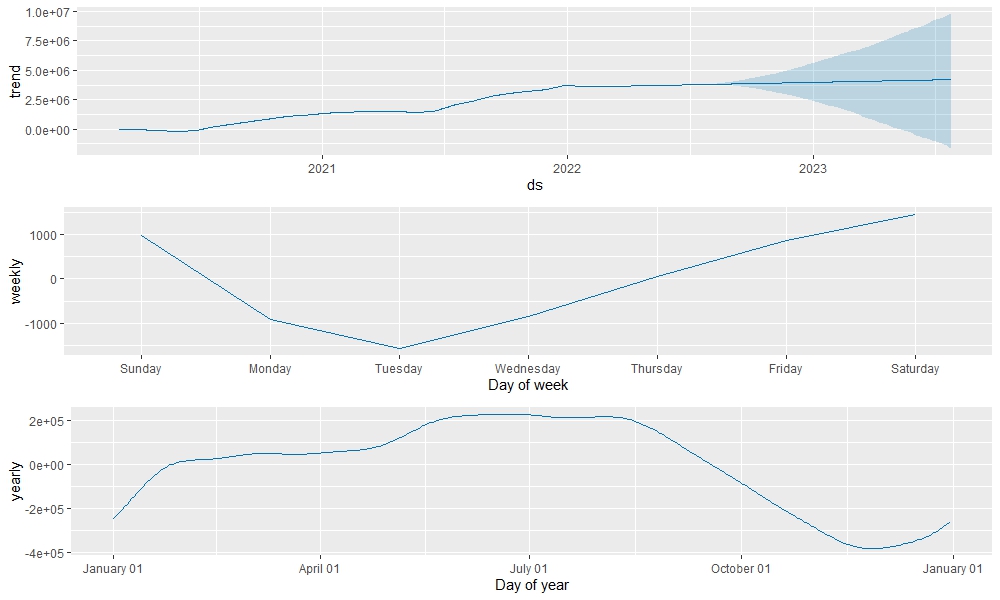 1.0e+07
7.5e+06
5.0e+06
2.5e+06
0.0e+00
trend
2021 2022 2023
ds
1000
0
-1000
weekly
Sunday Monday Tuesday Wednesday Thursday Friday Saturday
Day of week
2e+05
0e+00
-2e+05
-4e+05
yearly
January 01 April 01 July 01 October 01 January 01
Day of year